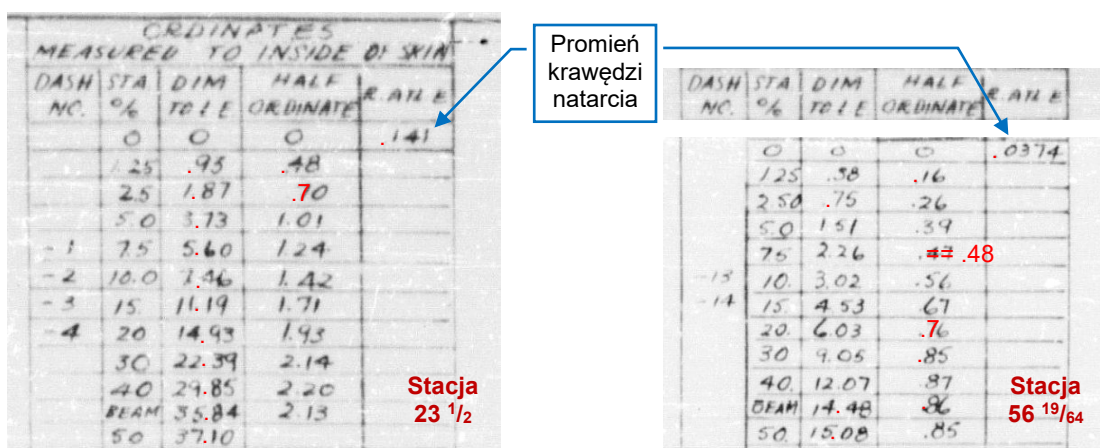 ORDINATES
MEASURED TO INSIDE OF SKIN
DASH NO. STA % DIM TO LE HALF ORDINATE R. AT L E
0 0 0 .141
1.25 .93 .48
2.5 1.87 .70
5.0 3.73 1.01
-1 7.5 5.60 1.24
-2 10.0 7.46 1.42
-3 15. 11.19 1.71
-4 20 14.93 1.93
30 22.39 2.14
40 29.85 2.20
BEAM 35.84 2.13
50 37.10
Stacja
23 1/2
Promień
krawędzi
natarcia
DASH NO. STA % DIM TO LE HALF ORDINATE R. AT L E
0 0 0 .0374
1.25 .38 .16
2.50 .75 .26
5.0 1.51 .39
75 2.26 .47 = .48
-13 10. 3.02 .56
-14 15. 4.53 .67
20. 6.03 .76
30 9.05 .85
40. 12.07 .87
BEAM 14.48 .86
50. 15.08 .85
Stacja
56 19/64